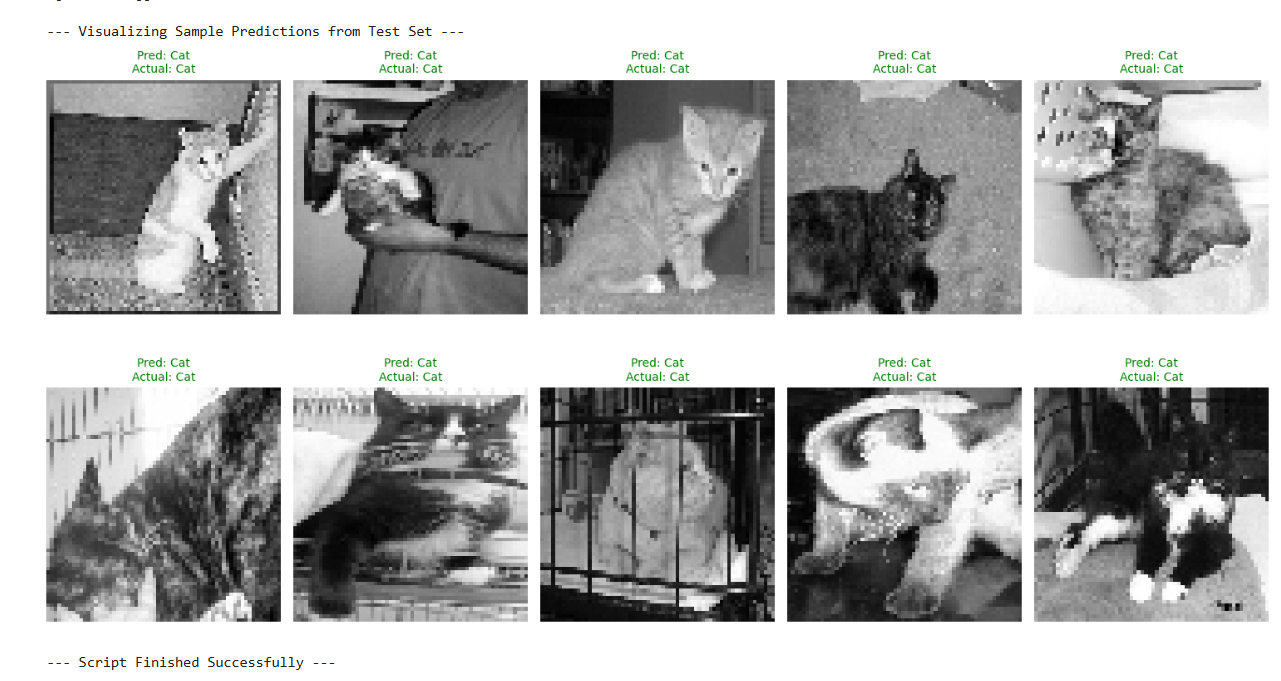 --- Visualizing Sample Predictions from Test Set ---
Pred: Cat Pred: Cat Pred: Cat Pred: Cat Pred: Cat
Actual: Cat Actual: Cat Actual: Cat Actual: Cat Actual: Cat
Pred: Cat Pred: Cat Pred: Cat Pred: Cat Pred: Cat
Actual: Cat Actual: Cat Actual: Cat Actual: Cat Actual: Cat
--- Script Finished Successfully ---